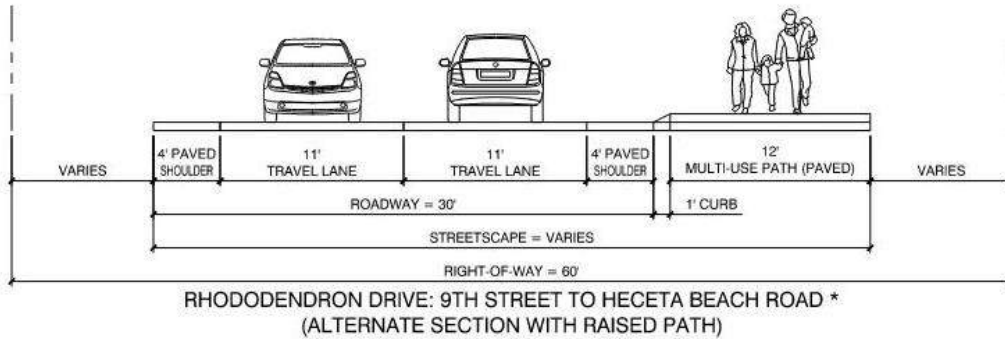 VARIES
4' PAVED
SHOULDER
11'
TRAVEL LANE
11'
TRAVEL LANE
4' PAVED
SHOULDER
12'
MULTI-USE PATH (PAVED)
VARIES
ROADWAY = 30'
1' CURB
STREETSCAPE = VARIES
RIGHT-OF-WAY = 60'
RHODODENDRON DRIVE: 9TH STREET TO HECETA BEACH ROAD *
(ALTERNATE SECTION WITH RAISED PATH)